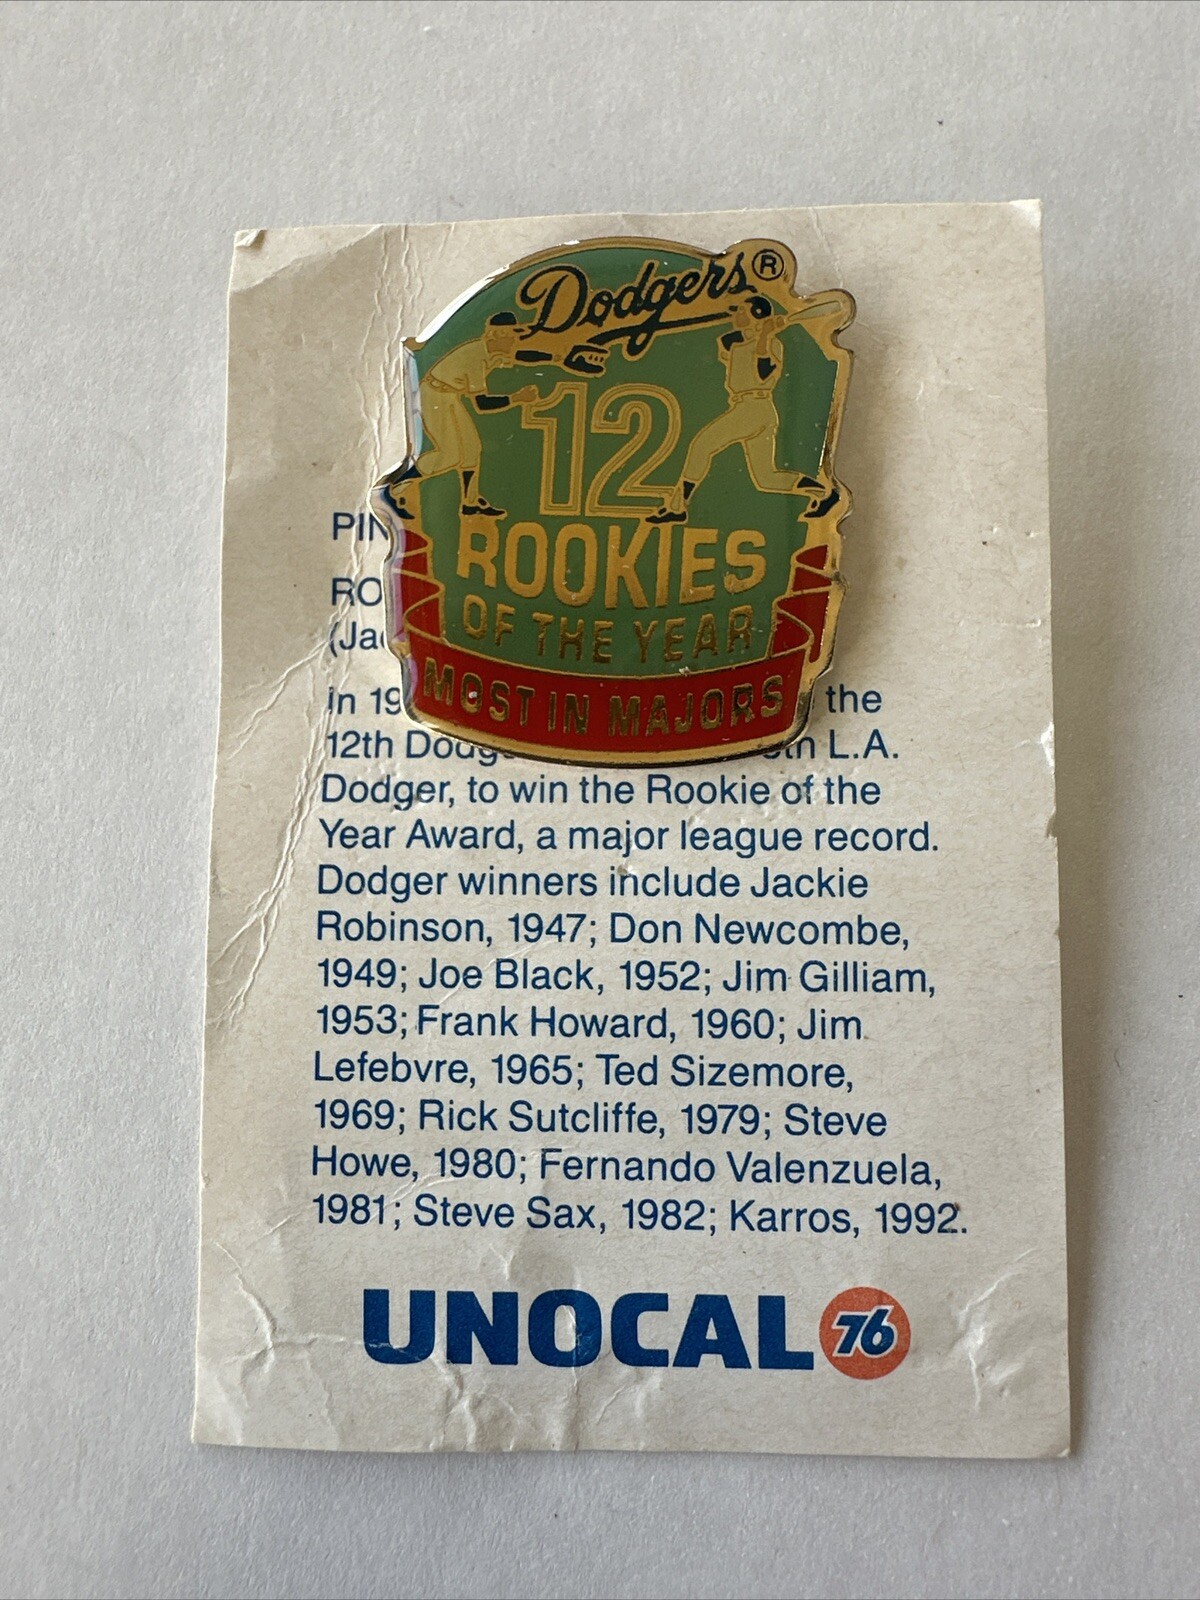 Dodgers®
12
ROOKIES
OF THE YEAR
MOST IN MAJORS
PIN
RO
(Jac
In 19 the
12th Dodg th L.A.
Dodger, to win the Rookie of the
Year Award, a major league record.
Dodger winners include Jackie
Robinson, 1947; Don Newcombe,
1949; Joe Black, 1952; Jim Gilliam,
1953; Frank Howard, 1960; Jim
Lefebvre, 1965; Ted Sizemore,
1969; Rick Sutcliffe, 1979; Steve
Howe, 1980; Fernando Valenzuela,
1981; Steve Sax, 1982; Karros, 1992.
UNOCAL 76